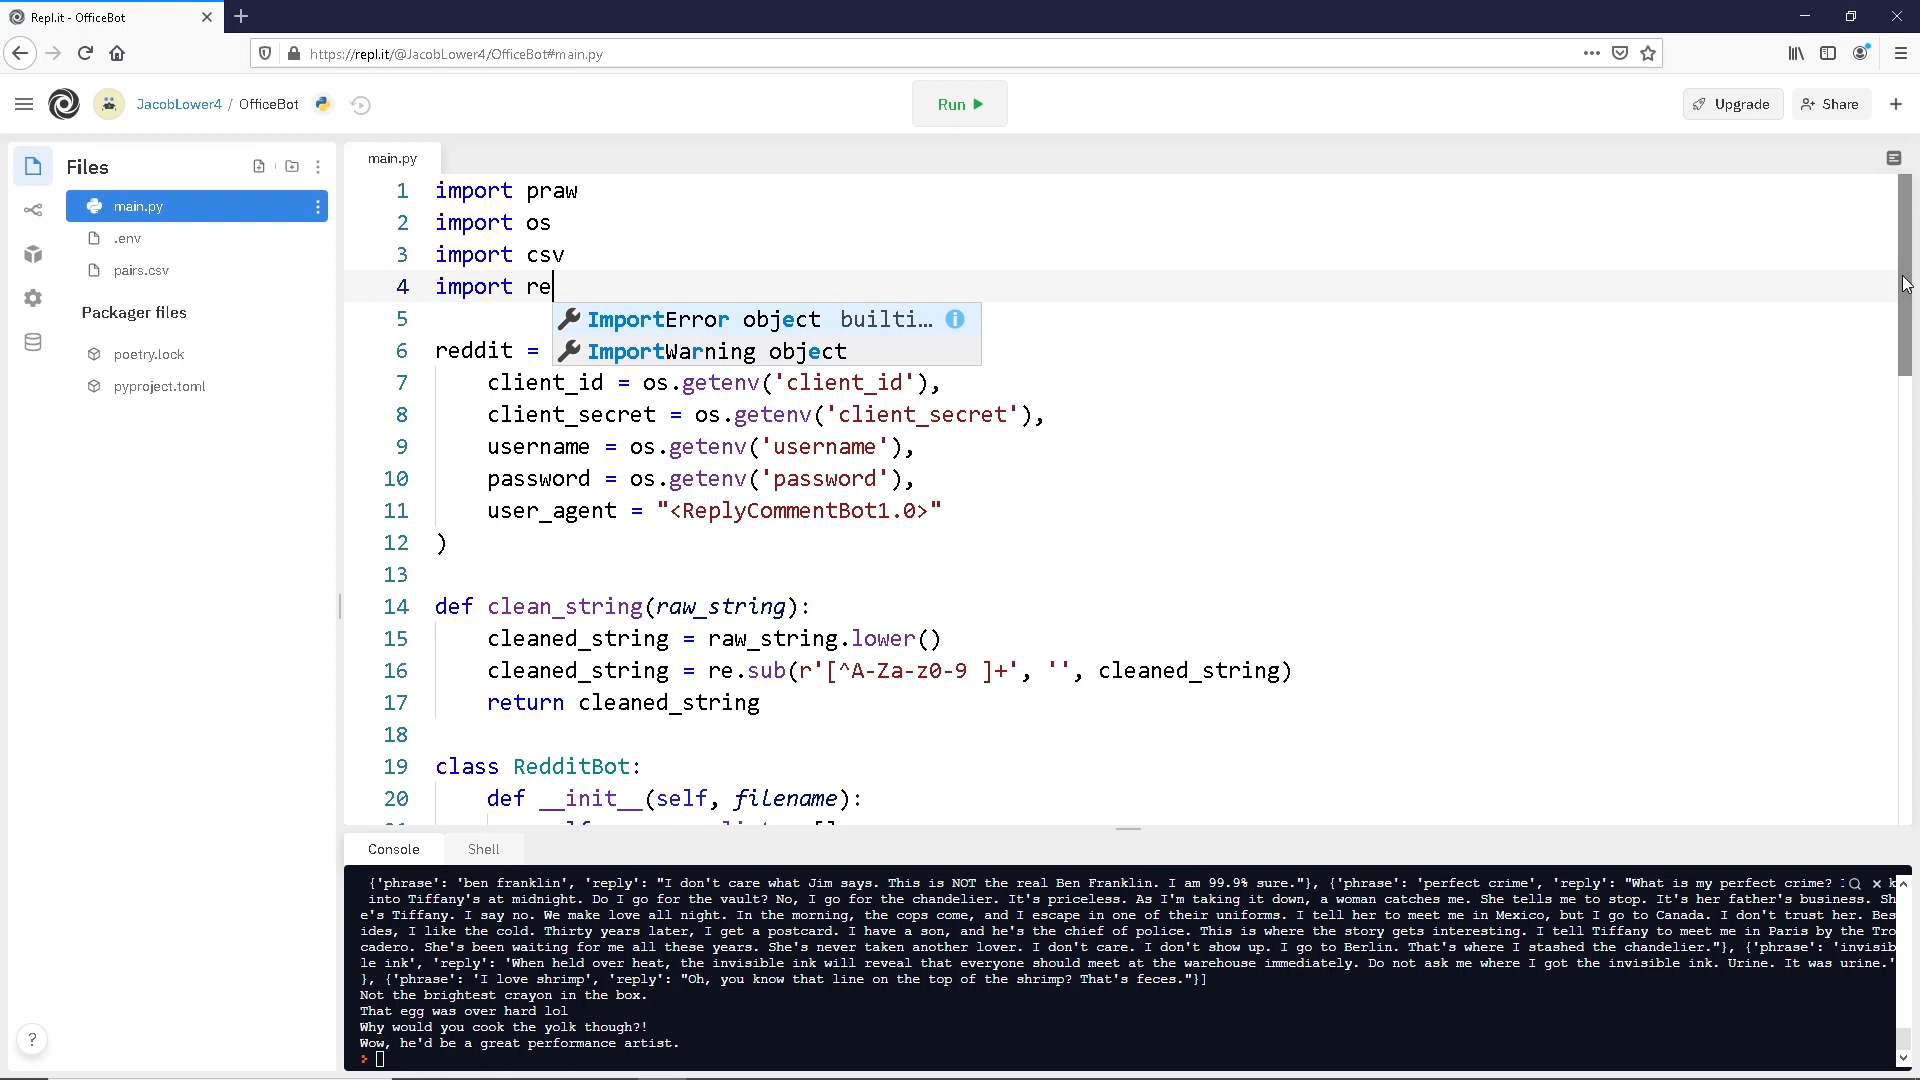 Repl.it - OfficeBot
https://repl.it/@JacobLower4/OfficeBot#main.py
JacobLower4 / OfficeBot
Run
Upgrade
Share
Files
main.py
.env
pairs.csv
Packager files
poetry.lock
pyproject.toml
main.py
1 import praw
2 import os
3 import csv
4 import re
ImportError object builti...
ImportWarning object
5
6 reddit =
7 client_id = os.getenv('client_id'),
8 client_secret = os.getenv('client_secret'),
9 username = os.getenv('username'),
10 password = os.getenv('password'),
11 user_agent = "<ReplyCommentBot1.0>"
12 )
13
14 def clean_string(raw_string):
15 cleaned_string = raw_string.lower()
16 cleaned_string = re.sub(r'[^A-Za-z0-9 ]+', '', cleaned_string)
17 return cleaned_string
18
19 class RedditBot:
20 def __init__(self, filename):
Console
Shell
{'phrase': 'ben franklin', 'reply': "I don't care what Jim says. This is NOT the real Ben Franklin. I am 99.9% sure."}, {'phrase': 'perfect crime', 'reply': "What is my perfect crime?
into Tiffany's at midnight. Do I go for the vault? No, I go for the chandelier. It's priceless. As I'm taking it down, a woman catches me. She tells me to stop. It's her father's business. Sh
e's Tiffany. I say no. We make love all night. In the morning, the cops come, and I escape in one of their uniforms. I tell her to meet me in Mexico, but I go to Canada. I don't trust her. Bes
ides, I like the cold. Thirty years later, I get a postcard. I have a son, and he's the chief of police. This is where the story gets interesting. I tell Tiffany to meet me in Paris by the Tro
cadero. She's been waiting for me all these years. She's never taken another lover. I don't care. I don't show up. I go to Berlin. That's where I stashed the chandelier."}, {'phrase': 'invisib
le ink', 'reply': 'When held over heat, the invisible ink will reveal that everyone should meet at the warehouse immediately. Do not ask me where I got the invisible ink. Urine. It was urine.'
}, {'phrase': 'I love shrimp', 'reply': "Oh, you know that line on the top of the shrimp? That's feces."}]
Not the brightest crayon in the box.
That egg was over hard lol
Why would you cook the yolk though?!
Wow, he'd be a great performance artist.